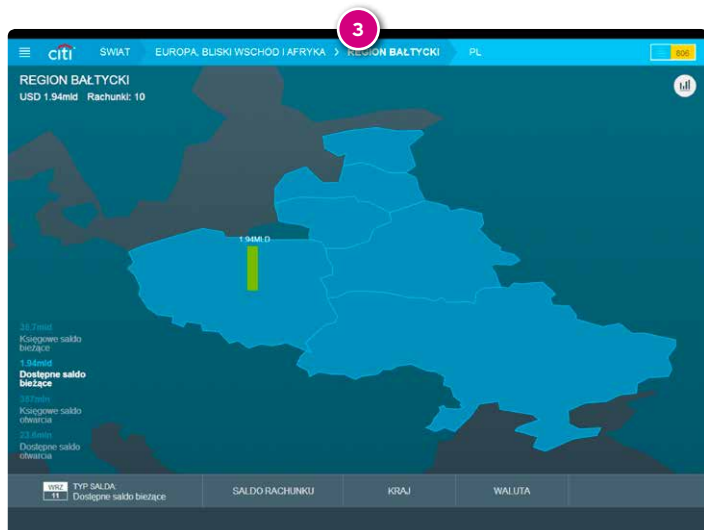 3
citi
ŚWIAT
EUROPA, BLISKI WSCHOD I AFRYKA
REGION BAŁTYCKI
PL
606
REGION BAŁTYCKI
USD 1.94mld Rachunki: 10
1.94MLD
Księgowe saldo
bieżące
1.94mld
Dostępne saldo
bieżące
Księgowe saldo
otwarcia
Dostępne saldo
otwarcia
WRZ
11
TYP SALDA:
Dostępne saldo bieżące
SALDO RACHUNKU
KRAJ
WALUTA